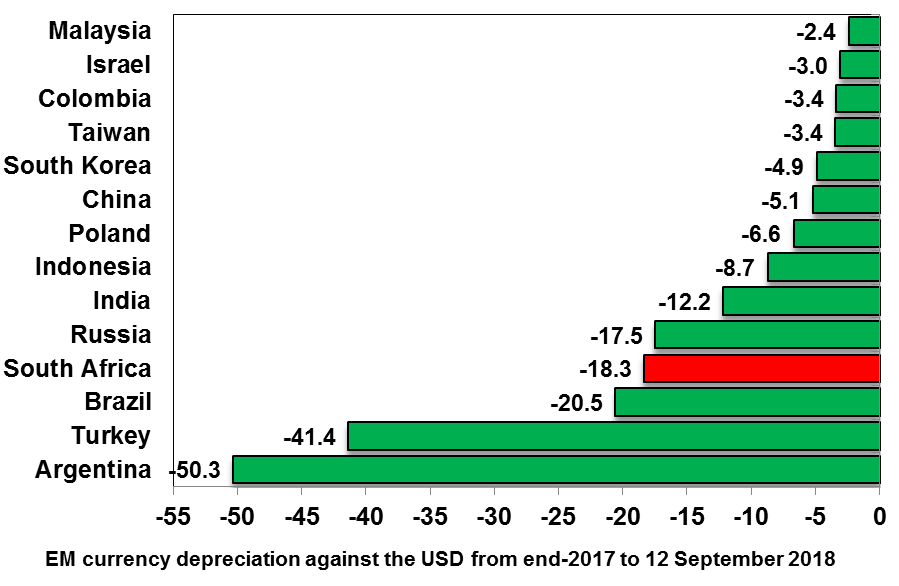 Malaysia -2.4
Israel -3.0
Colombia -3.4
Taiwan -3.4
South Korea -4.9
China -5.1
Poland -6.6
Indonesia -8.7
India -12.2
Russia -17.5
South Africa -18.3
Brazil -20.5
Turkey -41.4
Argentina -50.3
-55 -50 -45 -40 -35 -30 -25 -20 -15 -10 -5 0
EM currency depreciation against the USD from end-2017 to 12 September 2018